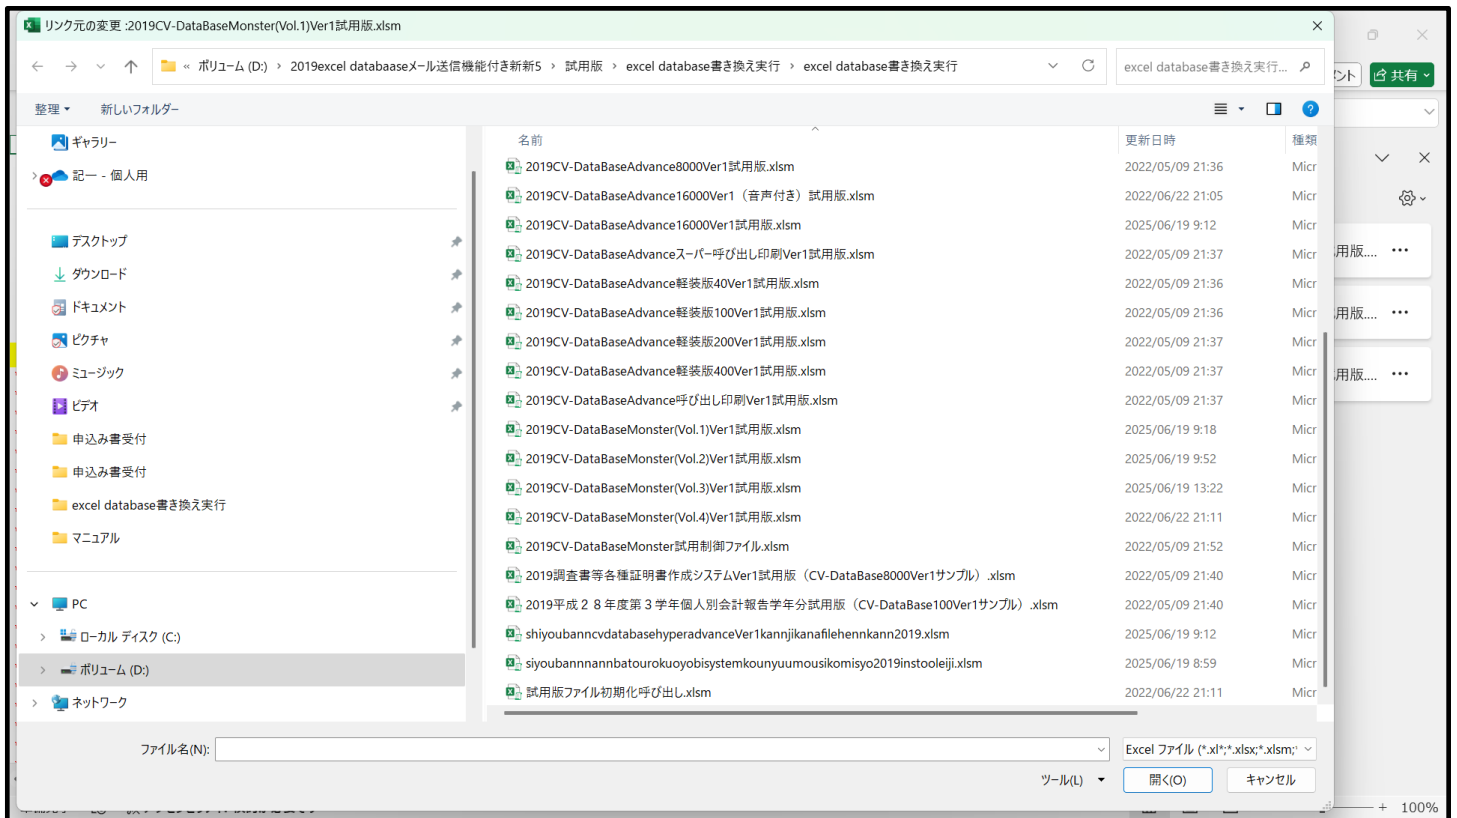 リンク元の変更 :2019CV-DataBaseMonster(Vol.1)Ver1試用版.xlsm
« ボリューム (D:) › 2019excel databaaseメール送信機能付き新新5 › 試用版 › excel database書き換え実行 › excel database書き換え実行
excel database書き換え実行...
共有
整理
新しいフォルダー
名前 更新日時 種類
ギャラリー
記一 - 個人用
デスクトップ
ダウンロード
ドキュメント
ピクチャ
ミュージック
ビデオ
申込み書受付
申込み書受付
excel database書き換え実行
マニュアル
PC
ローカル ディスク (C:)
ボリューム (D:)
ネットワーク
2019CV-DataBaseAdvance8000Ver1試用版.xlsm 2022/05/09 21:36 Micr
2019CV-DataBaseAdvance16000Ver1（音声付き）試用版.xlsm 2022/06/22 21:05 Micr
2019CV-DataBaseAdvance16000Ver1試用版.xlsm 2025/06/19 9:12 Micr
2019CV-DataBaseAdvanceスーパー呼び出し印刷Ver1試用版.xlsm 2022/05/09 21:37 Micr
2019CV-DataBaseAdvance軽装版40Ver1試用版.xlsm 2022/05/09 21:36 Micr
2019CV-DataBaseAdvance軽装版100Ver1試用版.xlsm 2022/05/09 21:36 Micr
2019CV-DataBaseAdvance軽装版200Ver1試用版.xlsm 2022/05/09 21:37 Micr
2019CV-DataBaseAdvance軽装版400Ver1試用版.xlsm 2022/05/09 21:37 Micr
2019CV-DataBaseAdvance呼び出し印刷Ver1試用版.xlsm 2022/05/09 21:37 Micr
2019CV-DataBaseMonster(Vol.1)Ver1試用版.xlsm 2025/06/19 9:18 Micr
2019CV-DataBaseMonster(Vol.2)Ver1試用版.xlsm 2025/06/19 9:52 Micr
2019CV-DataBaseMonster(Vol.3)Ver1試用版.xlsm 2025/06/19 13:22 Micr
2019CV-DataBaseMonster(Vol.4)Ver1試用版.xlsm 2022/06/22 21:11 Micr
2019CV-DataBaseMonster試用制御ファイル.xlsm 2022/05/09 21:52 Micr
2019調査書等各種証明書作成システムVer1試用版（CV-DataBase8000Ver1サンプル）.xlsm 2022/05/09 21:40 Micr
2019平成２８年度第３学年個人別会計報告学年分試用版（CV-DataBase100Ver1サンプル）.xlsm 2022/05/09 21:40 Micr
shiyoubanncvdatabasehyperadvanceVer1kannjikanafilehennkann2019.xlsm 2025/06/19 9:12 Micr
siyoubannnannbatourokuoyobisystemkounyuumousikomisyo2019instooleiji.xlsm 2025/06/19 8:59 Micr
試用版ファイル初期化呼び出し.xlsm 2022/06/22 21:11 Micr
用版....
用版....
用版....
ファイル名(N):
Excel ファイル (*.xl*;*.xlsx;*.xlsm;
ツール(L)
開く(O)
キャンセル
100%